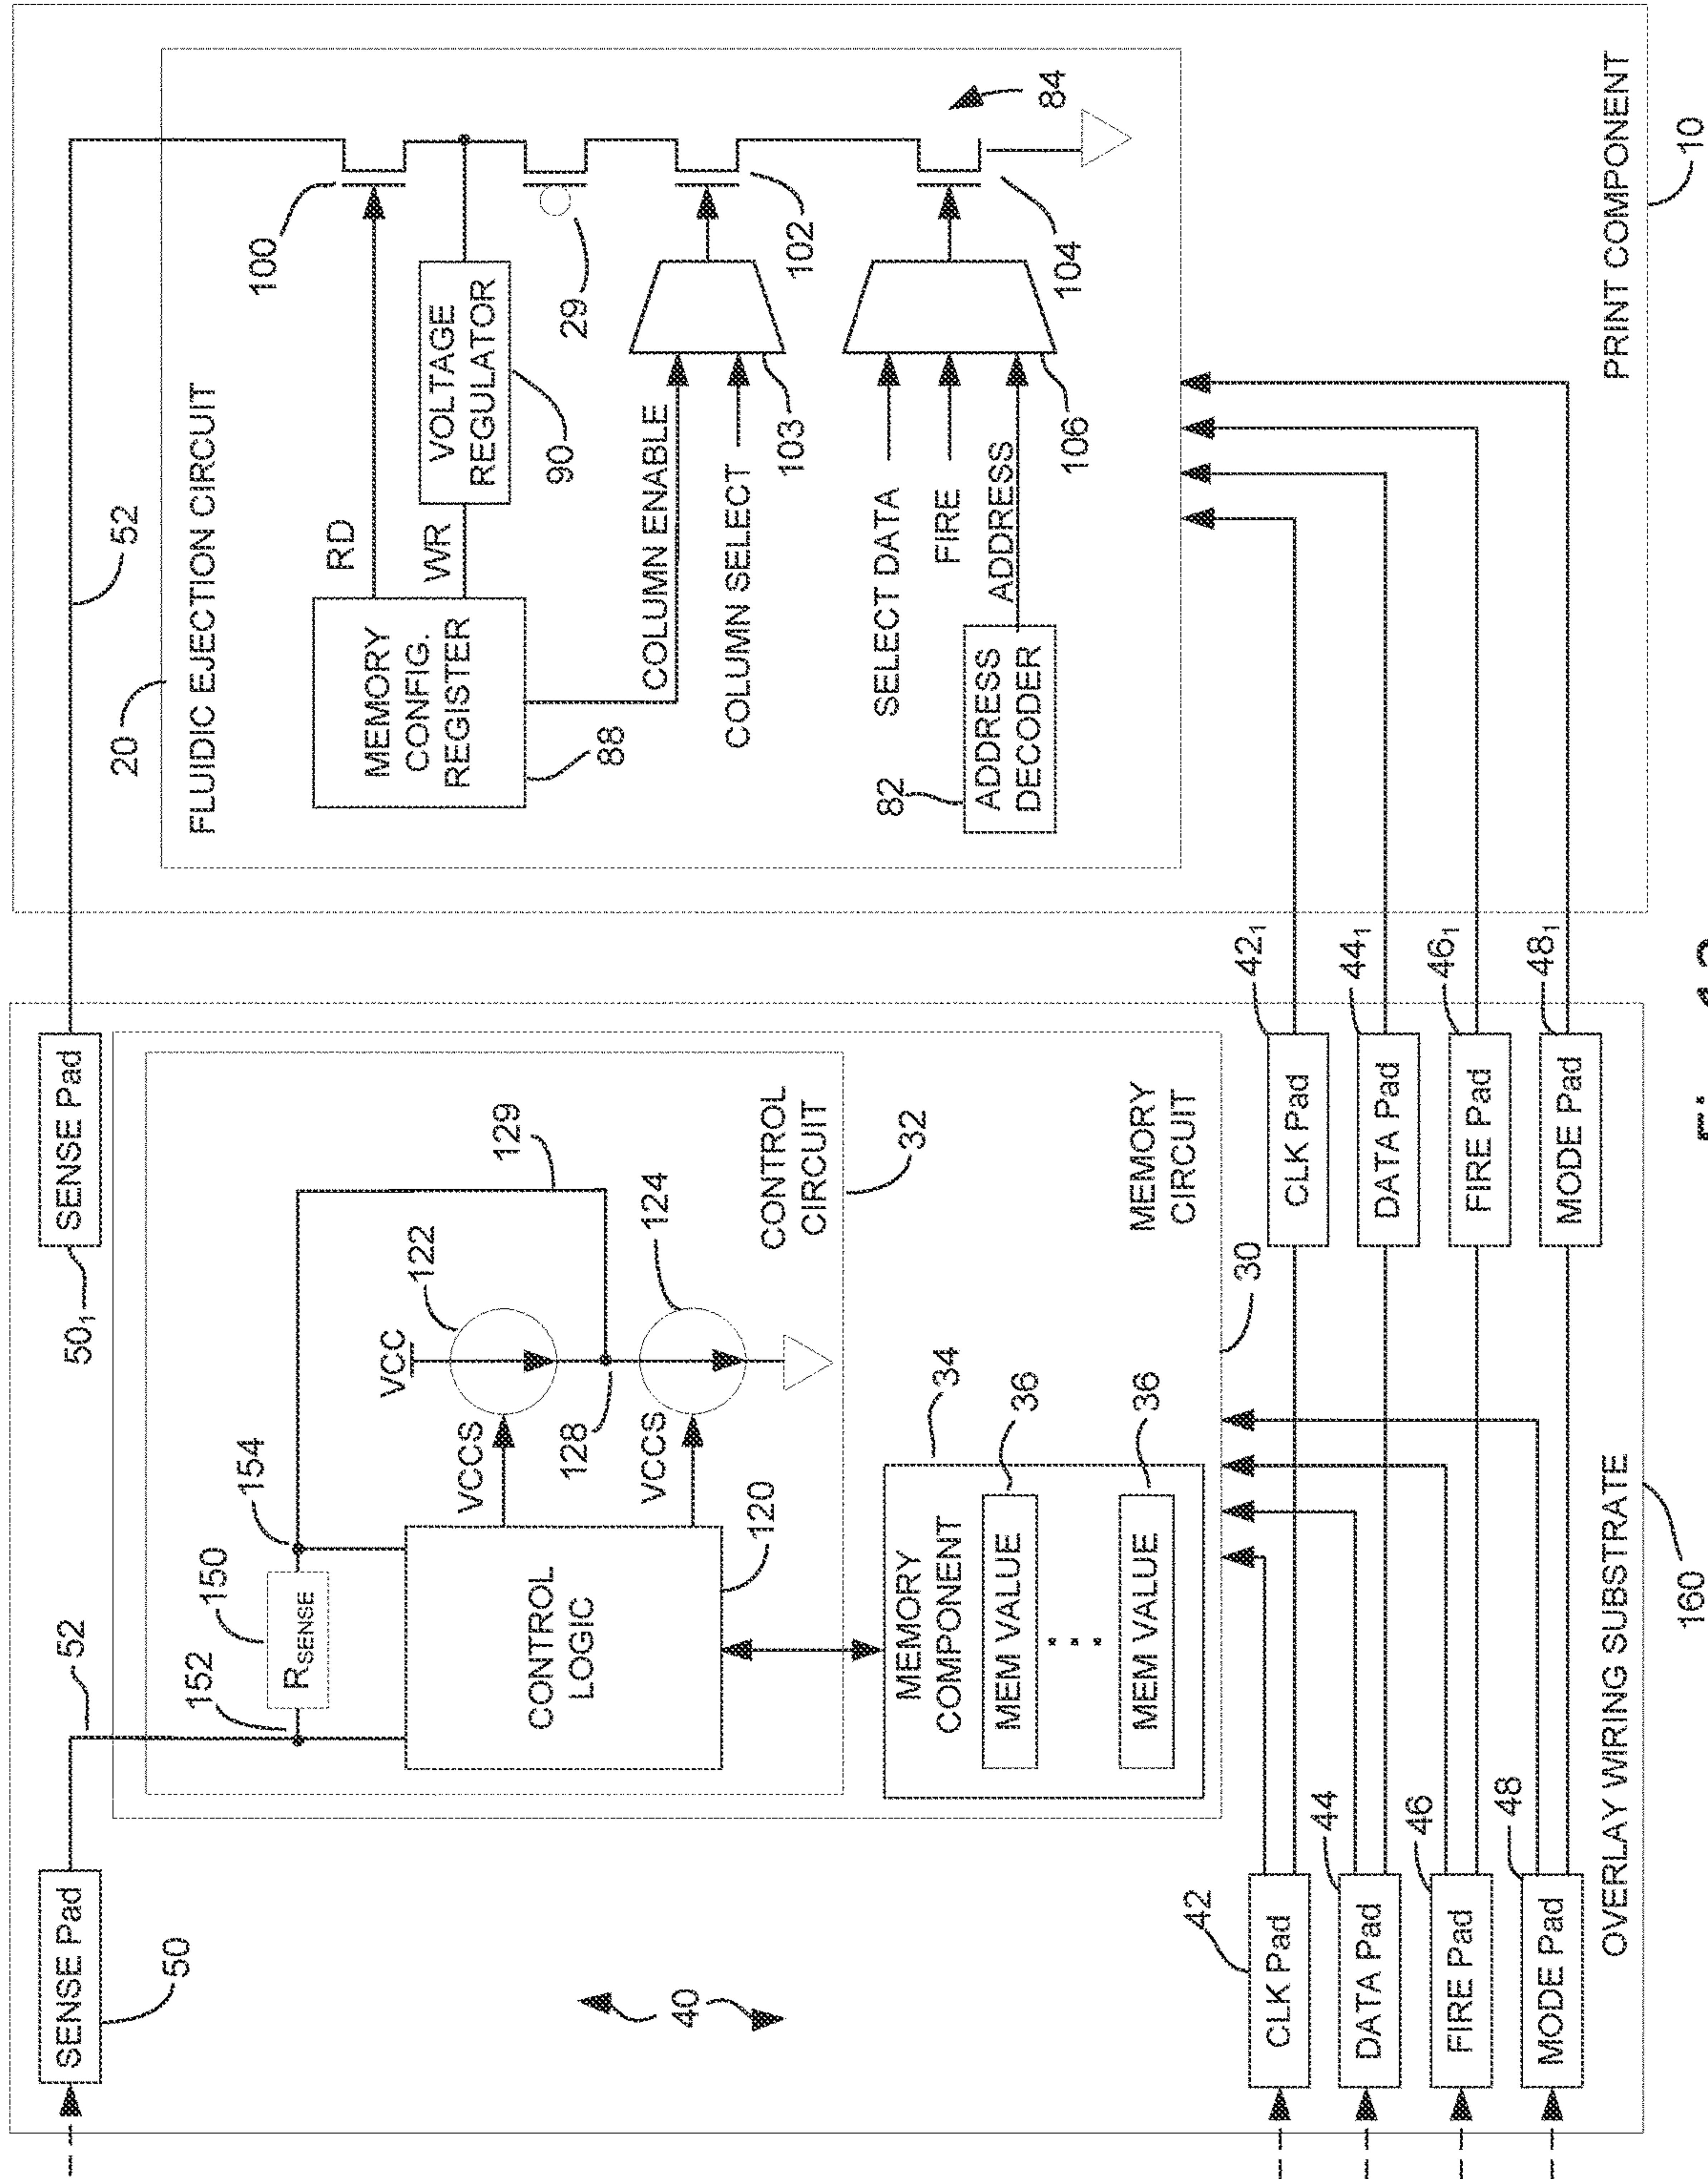 SENSE Pad
50
52
152
RSENSE
150
154
129
CONTROL
LOGIC
120
VCCS
VCCS
VCC
122
128
124
CONTROL
CIRCUIT
32
MEMORY
COMPONENT
34
MEM VALUE
36
MEM VALUE
36
MEMORY
CIRCUIT
30
40
SENSE Pad
501
42
CLK Pad
44
DATA Pad
46
FIRE Pad
48
MODE Pad
CLK Pad
421
DATA Pad
441
FIRE Pad
461
MODE Pad
481
OVERLAY WIRING SUBSTRATE
160
52
20
FLUIDIC EJECTION CIRCUIT
MEMORY
CONFIG.
REGISTER
88
RD
WR
VOLTAGE
REGULATOR
90
100
29
COLUMN ENABLE
COLUMN SELECT
103
102
SELECT DATA
FIRE
ADDRESS
82
ADDRESS
DECODER
106
104
84
PRINT COMPONENT
10